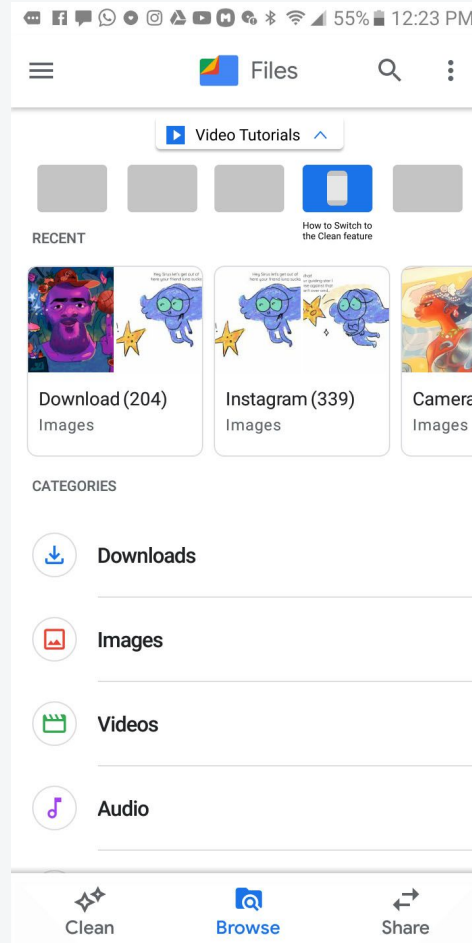 55% 12:23 PM
Files
Video Tutorials
How to Switch to
the Clean feature
RECENT
Download (204)
Images
Instagram (339)
Images
Camera
Images
CATEGORIES
Downloads
Images
Videos
Audio
Clean
Browse
Share